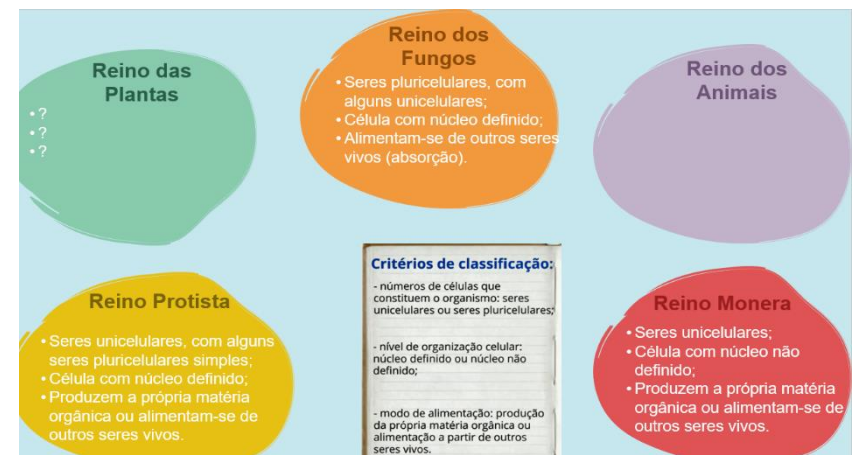 Reino das
Plantas
•?
•?
•?
Reino dos
Fungos
• Seres pluricelulares, com
alguns unicelulares;
• Célula com núcleo definido;
• Alimentam-se de outros seres
vivos (absorção).
Reino dos
Animais
Reino Protista
• Seres unicelulares, com alguns
seres pluricelulares simples;
• Célula com núcleo definido;
• Produzem a própria matéria
orgânica ou alimentam-se de
outros seres vivos.
Critérios de classificação:
- números de células que
constituem o organismo: seres
unicelulares ou seres pluricelulares;
- nível de organização celular:
núcleo definido ou núcleo não
definido;
- modo de alimentação: produção
da própria matéria orgânica ou
alimentação a partir de outros
seres vivos.
Reino Monera
• Seres unicelulares;
• Célula com núcleo não
definido;
• Produzem a própria matéria
orgânica ou alimentam-se de
outros seres vivos.